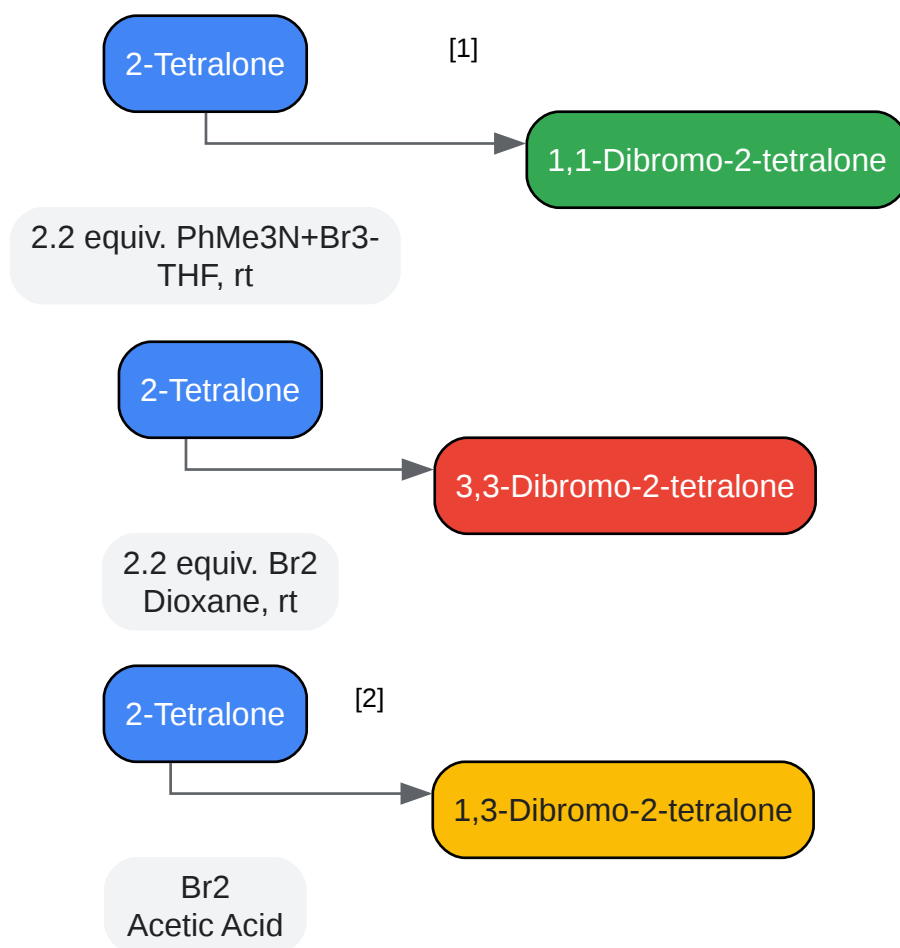 2-Tetralone
[1]
1,1-Dibromo-2-tetralone
2.2 equiv. PhMe3N+Br3-
THF, rt
2-Tetralone
3,3-Dibromo-2-tetralone
2.2 equiv. Br2
Dioxane, rt
2-Tetralone
[2]
1,3-Dibromo-2-tetralone
Br2
Acetic Acid